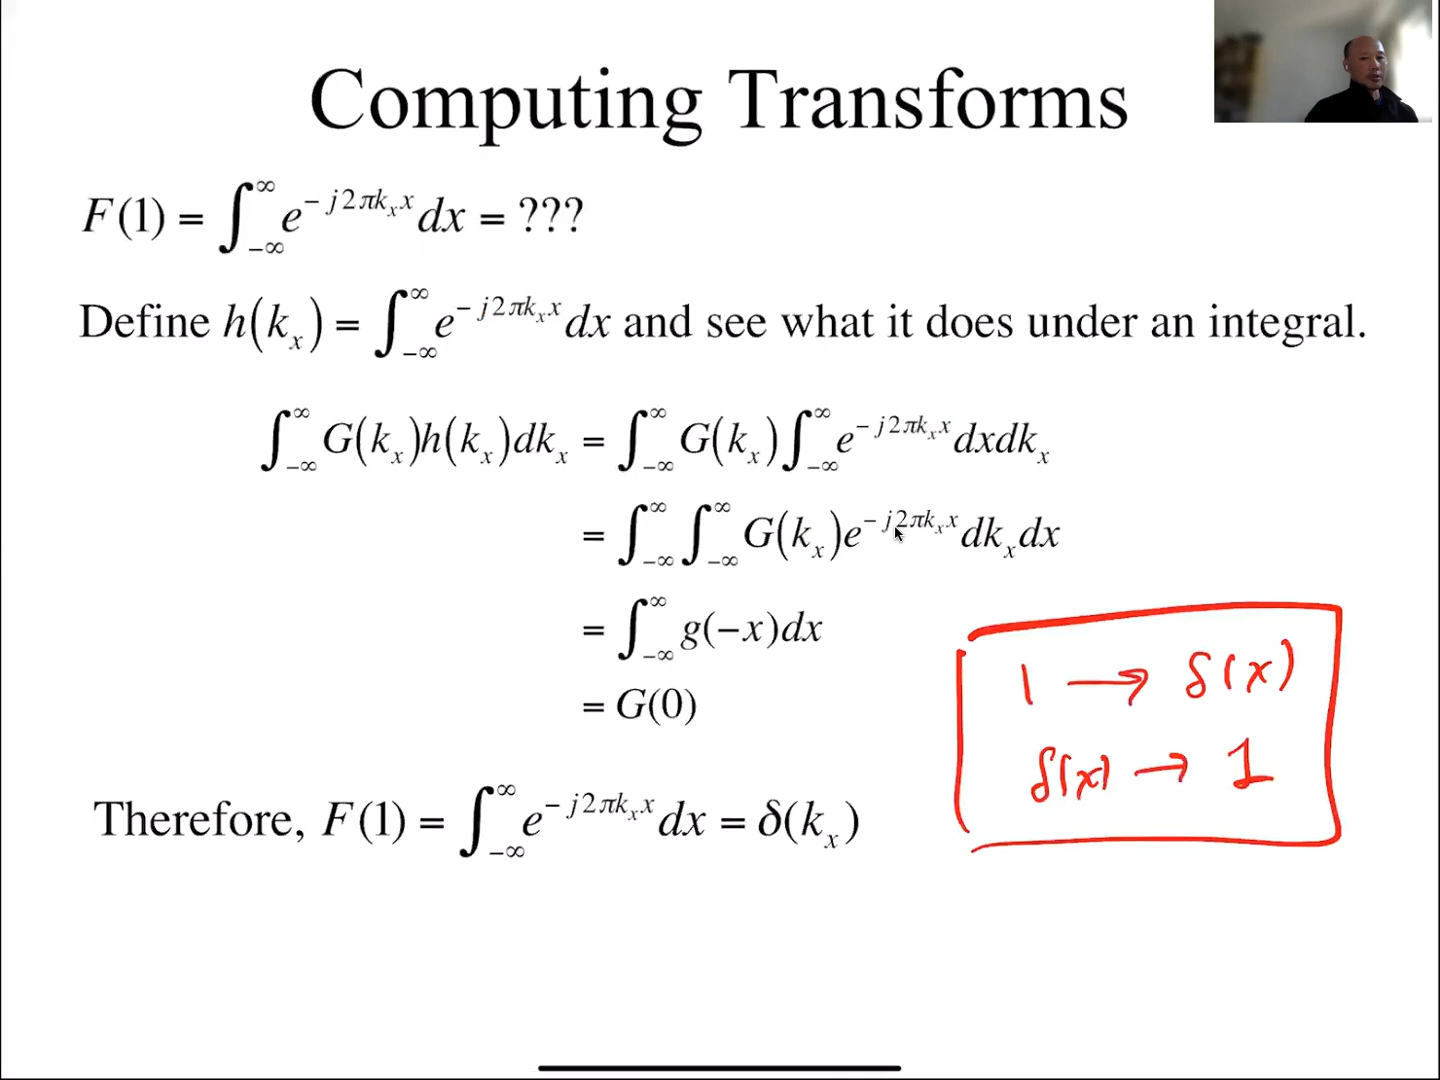 Computing Transforms
F(1) = ∫_{-∞}^{∞} e^{-j2πk_x x} dx = ???
Define h(k_x) = ∫_{-∞}^{∞} e^{-j2πk_x x} dx and see what it does under an integral.
∫_{-∞}^{∞} G(k_x)h(k_x)dk_x = ∫_{-∞}^{∞} G(k_x) ∫_{-∞}^{∞} e^{-j2πk_x x} dxdk_x
= ∫_{-∞}^{∞} ∫_{-∞}^{∞} G(k_x)e^{-j2πk_x x} dk_x dx
= ∫_{-∞}^{∞} g(-x)dx
= G(0)
1 → δ(x)
δ(x) → 1
Therefore, F(1) = ∫_{-∞}^{∞} e^{-j2πk_x x} dx = δ(k_x)